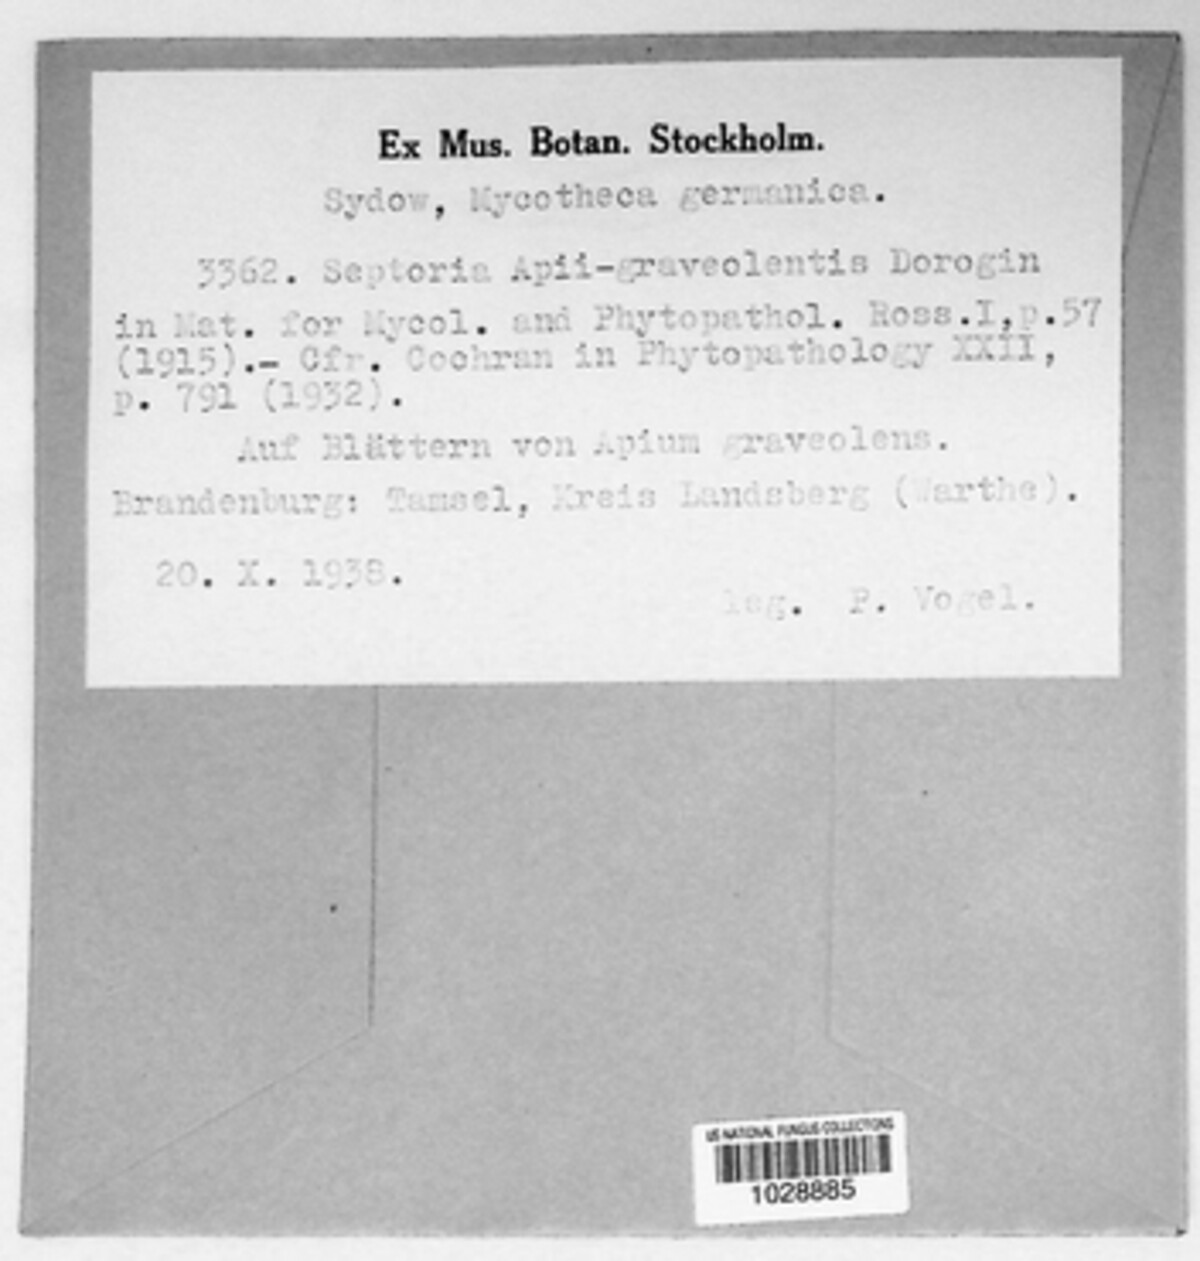 Ex Mus. Botan. Stockholm.
Sydow, Mycotheca germanica.
3362. Septoria Apii-graveolentis Dorogin
in Mat. for Mycol. and Phytopathol. Ross.I,p.57
(1915).- Cfr. Cochran in Phytopathology XXII,
p. 791 (1932).
Auf Blättern von Apium graveolens.
Brandenburg: Tamsel, Kreis Landsberg (Warthe).
20. X. 1938.
leg. P. Vogel.
US NATIONAL FUNGUS COLLECTIONS
1028885